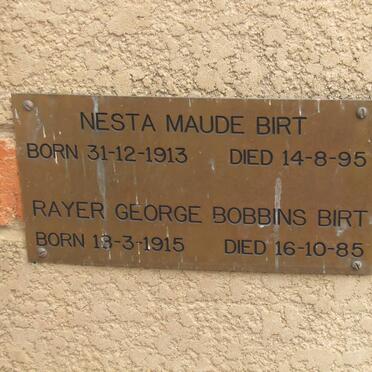 NESTA MAUDE BIRT
BORN 31-12-1913 DIED 14-8-95
RAYER GEORGE BOBBINS BIRT
BORN 18-3-1915 DIED 16-10-85